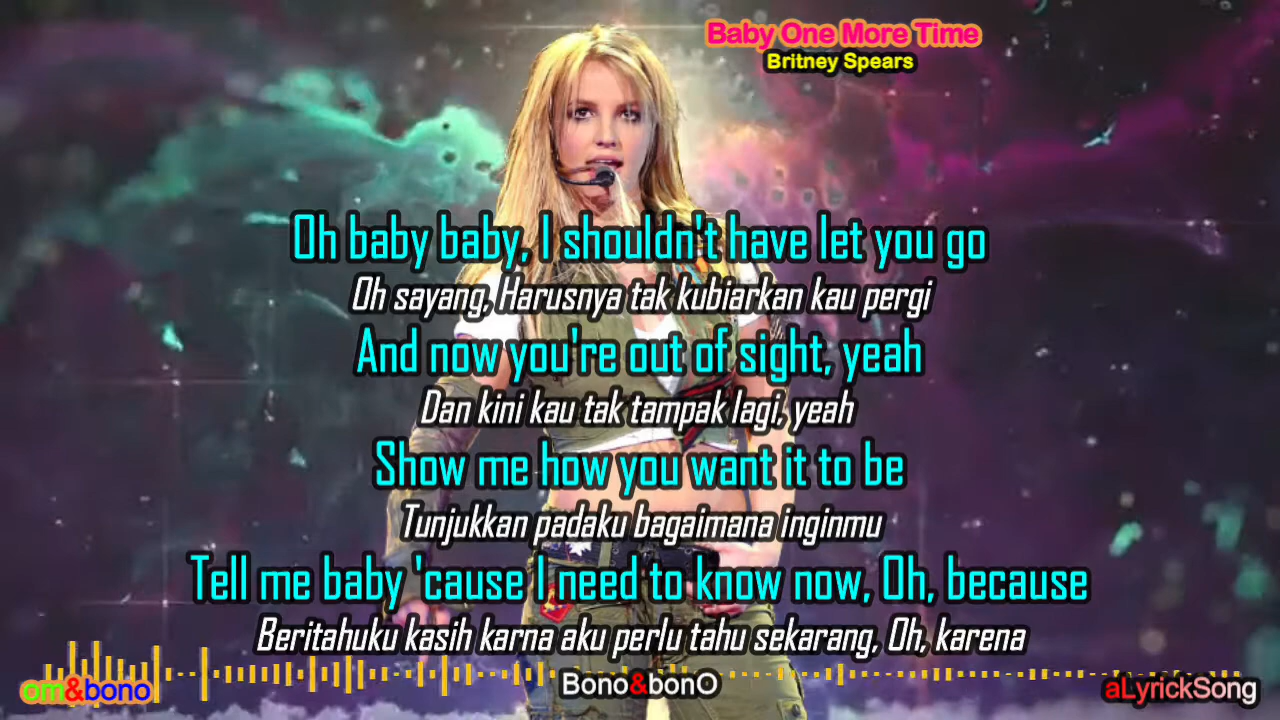 Baby One More Time
Britney Spears
Oh baby baby, I shouldn't have let you go
Oh sayang, Harusnya tak kubiarkan kau pergi
And now you're out of sight, yeah
Dan kini kau tak tampak lagi, yeah
Show me how you want it to be
Tunjukkan padaku bagaimana inginmu
Tell me baby 'cause I need to know now, Oh, because
Beritahuku kasih karna aku perlu tahu sekarang, Oh, karena
om&bono
Bono&bonO
aLyrickSong